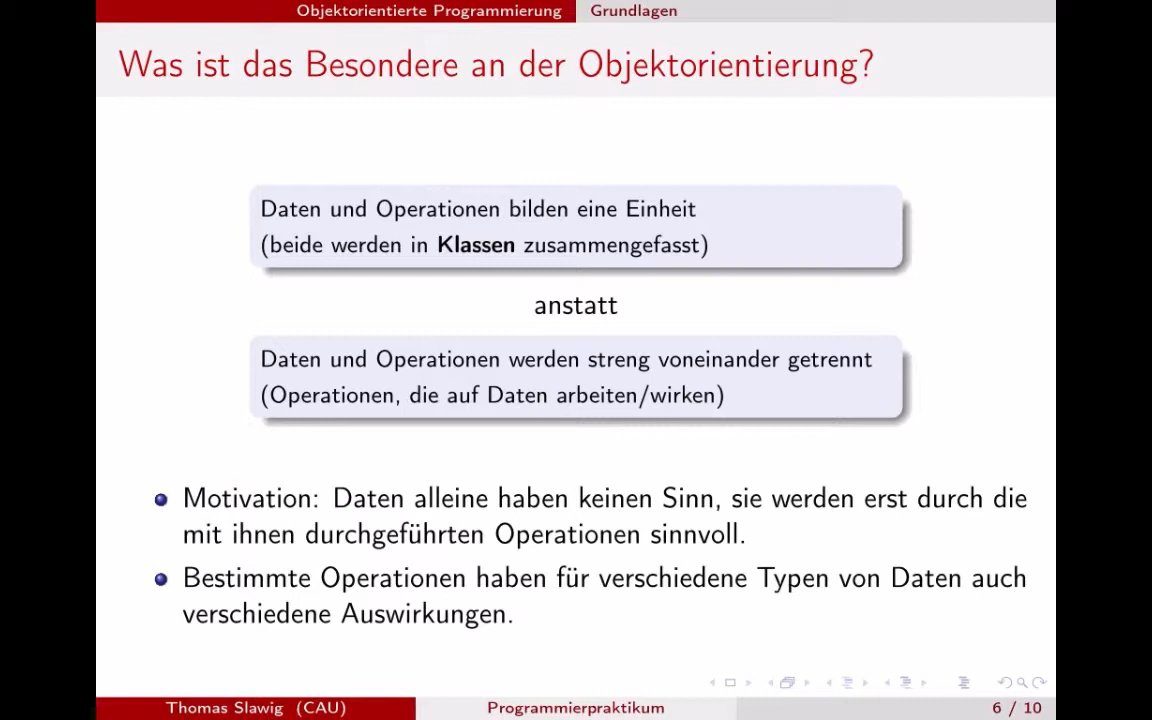 Objektorientierte Programmierung Grundlagen
Was ist das Besondere an der Objektorientierung?
Daten und Operationen bilden eine Einheit
(beide werden in Klassen zusammengefasst)
anstatt
Daten und Operationen werden streng voneinander getrennt
(Operationen, die auf Daten arbeiten/wirken)
Motivation: Daten alleine haben keinen Sinn, sie werden erst durch die
mit ihnen durchgeführten Operationen sinnvoll.
Bestimmte Operationen haben für verschiedene Typen von Daten auch
verschiedene Auswirkungen.
Thomas Slawig (CAU) Programmierpraktikum 6 / 10